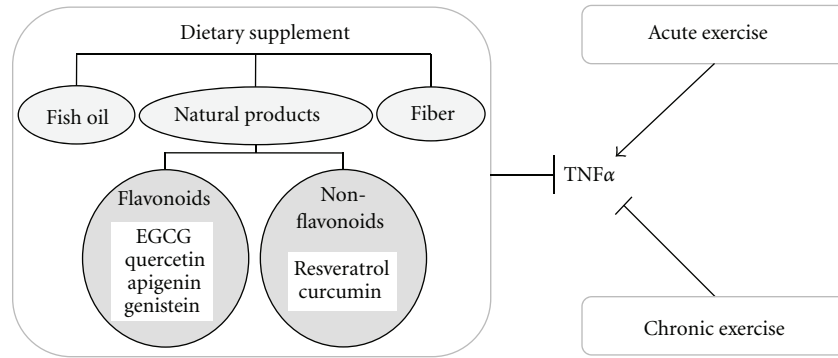 Dietary supplement
Fish oil
Natural products
Fiber
Flavonoids
EGCG
quercetin
apigenin
genistein
Non-
flavonoids
Resveratrol
curcumin
Acute exercise
TNFα
Chronic exercise